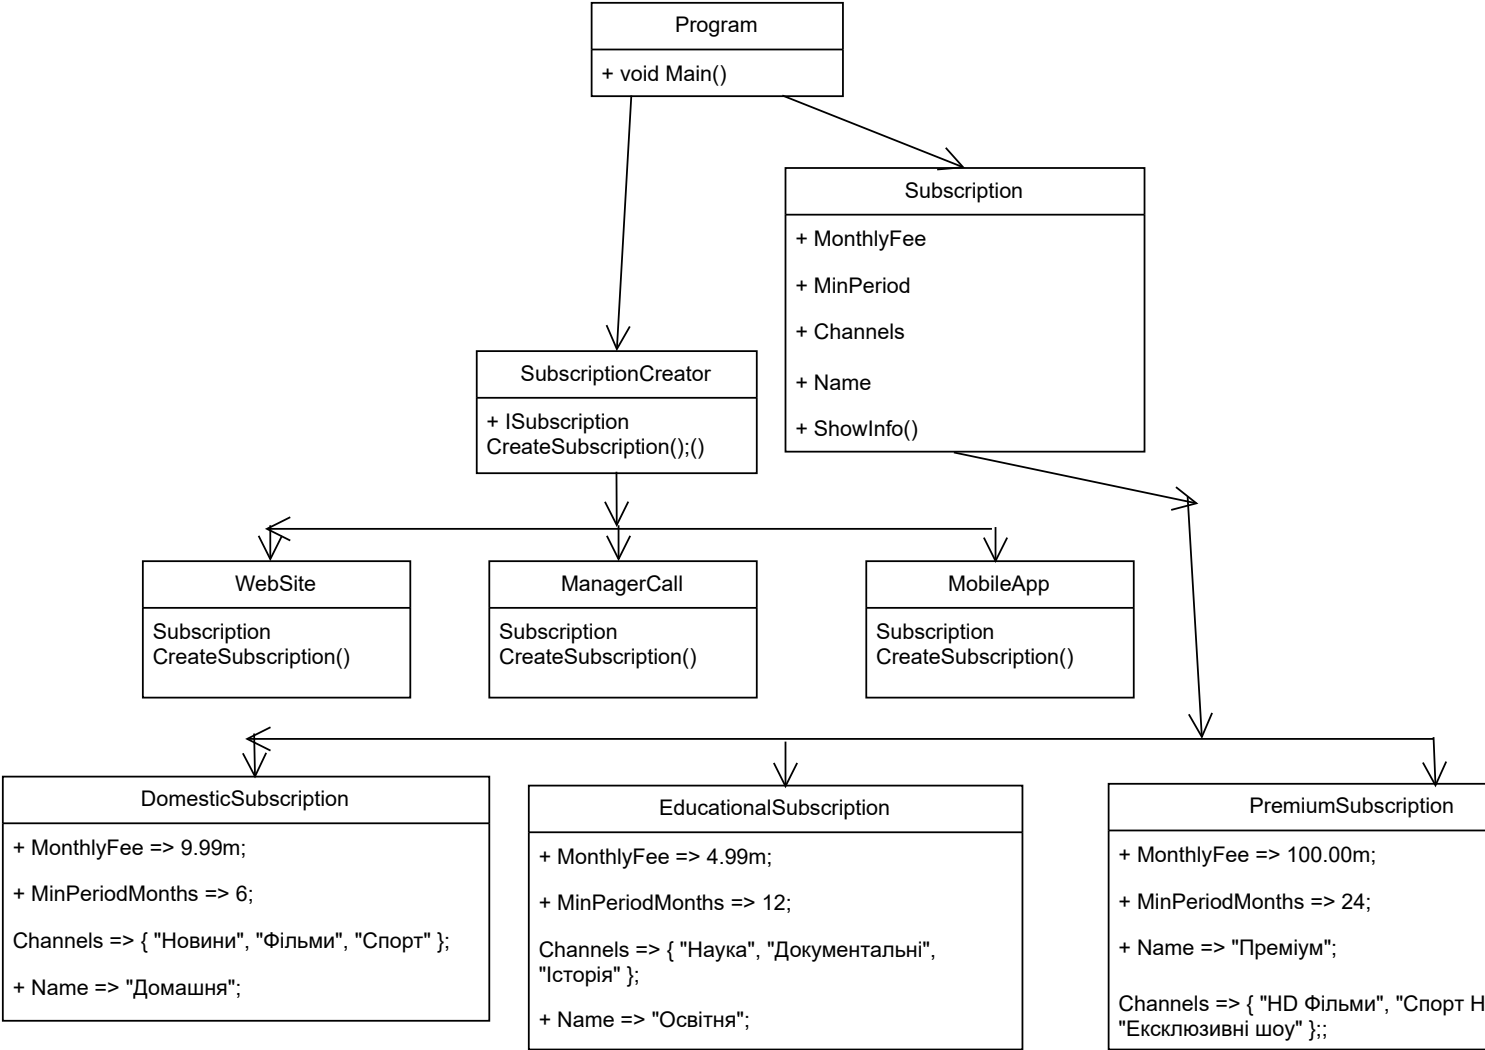 Program
+ void Main()
Subscription
+ MonthlyFee
+ MinPeriod
+ Channels
+ Name
+ ShowInfo()
SubscriptionCreator
+ ISubscription
CreateSubscription();()
WebSite
Subscription
CreateSubscription()
ManagerCall
Subscription
CreateSubscription()
MobileApp
Subscription
CreateSubscription()
DomesticSubscription
+ MonthlyFee => 9.99m;
+ MinPeriodMonths => 6;
Channels => { "Новини", "Фільми", "Спорт" };
+ Name => "Домашня";
EducationalSubscription
+ MonthlyFee => 4.99m;
+ MinPeriodMonths => 12;
Channels => { "Наука", "Документальні",
"Історія" };
+ Name => "Освітня";
PremiumSubscription
+ MonthlyFee => 100.00m;
+ MinPeriodMonths => 24;
+ Name => "Преміум";
Channels => { "HD Фільми", "Спорт H
"Ексклюзивні шоу" };;